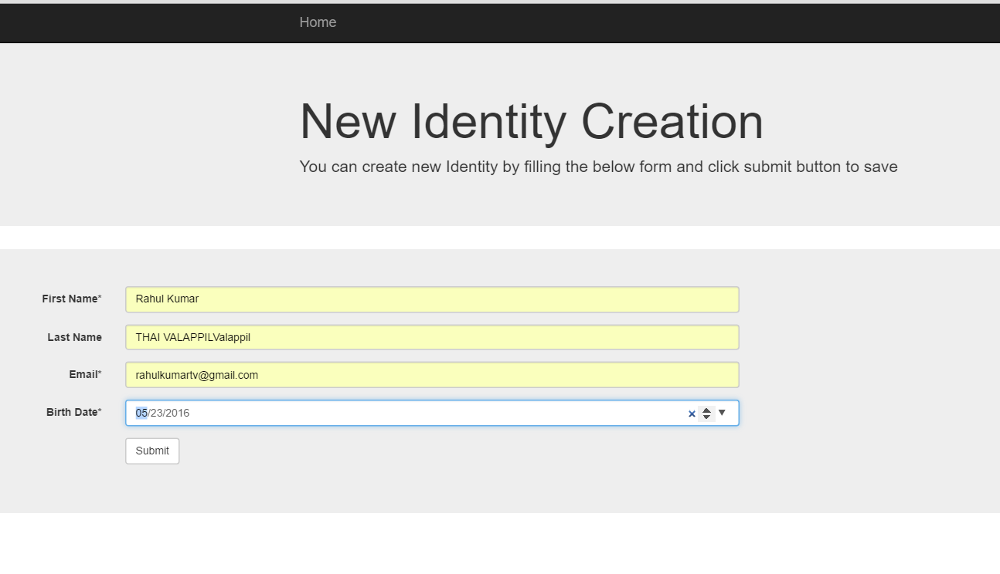 Home
New Identity Creation
You can create new Identity by filling the below form and click submit button to save
First Name* Rahul Kumar
Last Name THAI VALAPPILValappil
Email* rahulkumartv@gmail.com
Birth Date* 05/23/2016
Submit